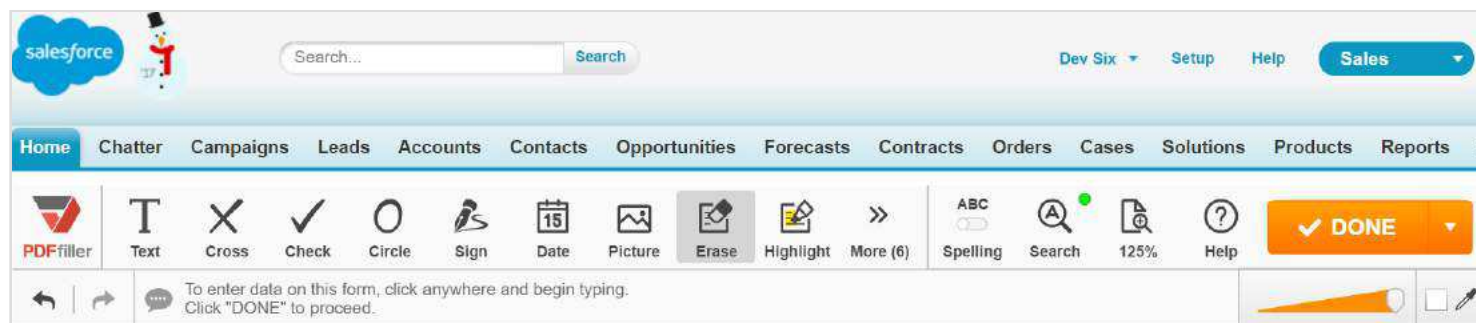 salesforce
'17
Search...
Search
Dev Six
Setup
Help
Sales
Home
Chatter
Campaigns
Leads
Accounts
Contacts
Opportunities
Forecasts
Contracts
Orders
Cases
Solutions
Products
Reports
T
15
ABC
A
?
DONE
PDFfiller
Text
Cross
Check
Circle
Sign
Date
Picture
Erase
Highlight
More (6)
Spelling
Search
125%
Help
To enter data on this form, click anywhere and begin typing.
Click "DONE" to proceed.